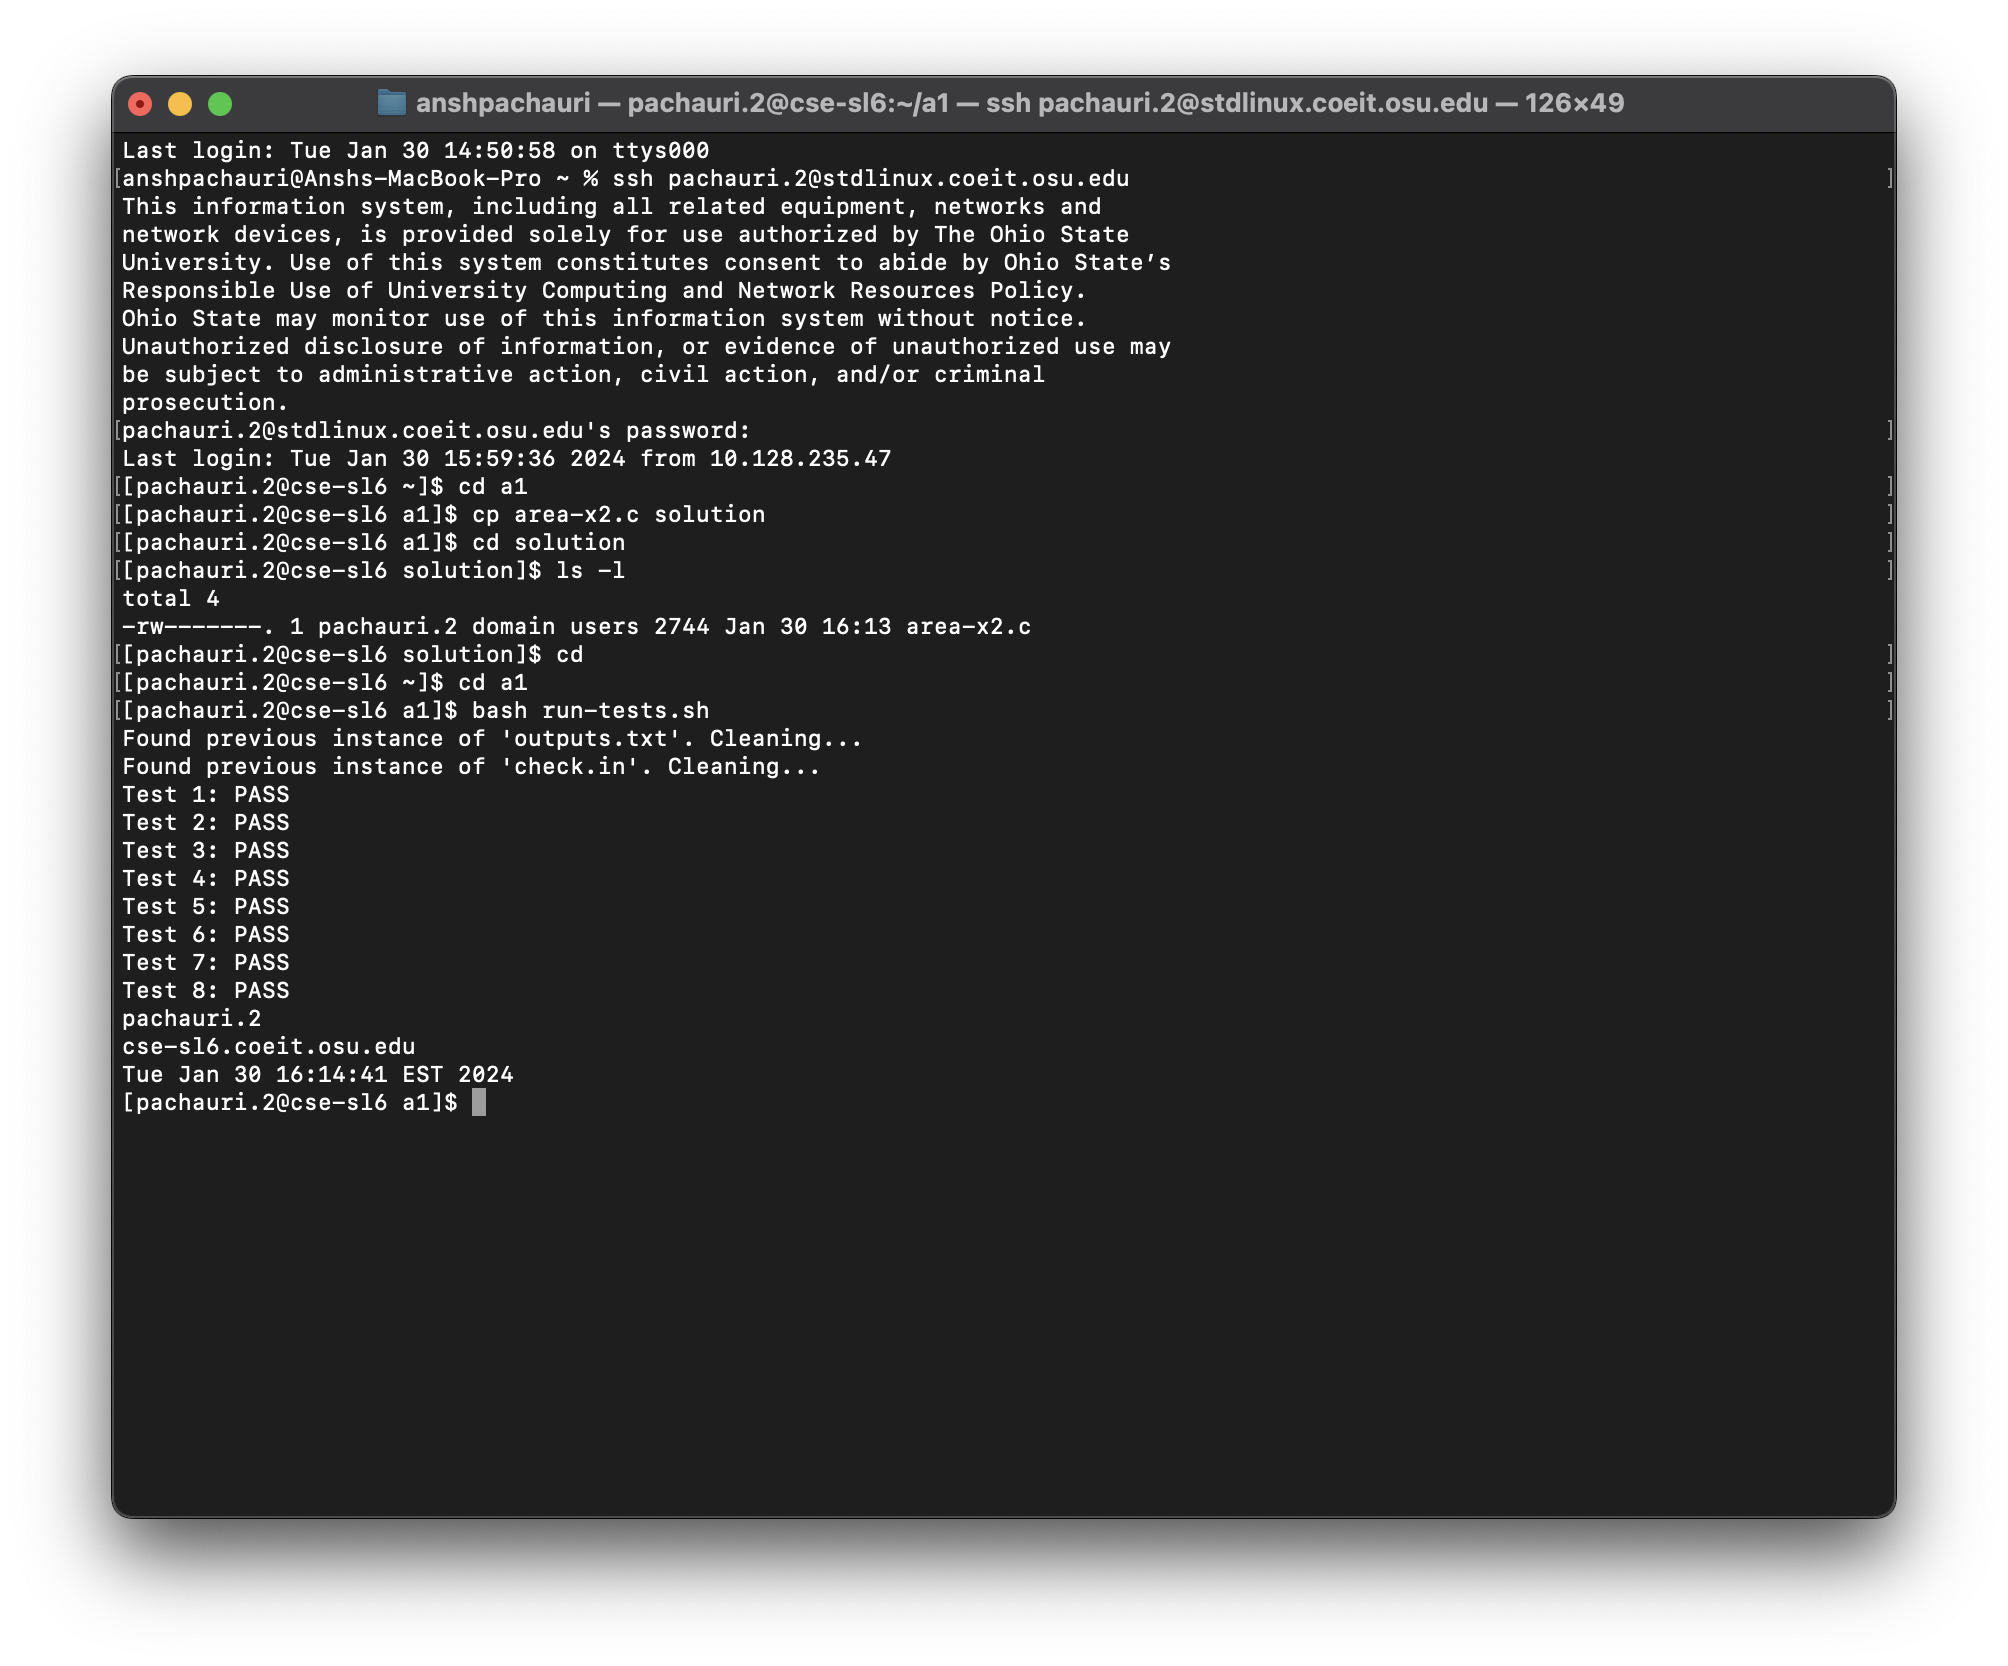 anshpachauri — pachauri.2@cse-sl6:~/a1 — ssh pachauri.2@stdlinux.coeit.osu.edu — 126×49
Last login: Tue Jan 30 14:50:58 on ttys000
[anshpachauri@Anshs-MacBook-Pro ~ % ssh pachauri.2@stdlinux.coeit.osu.edu ]
This information system, including all related equipment, networks and
network devices, is provided solely for use authorized by The Ohio State
University. Use of this system constitutes consent to abide by Ohio State’s
Responsible Use of University Computing and Network Resources Policy.
Ohio State may monitor use of this information system without notice.
Unauthorized disclosure of information, or evidence of unauthorized use may
be subject to administrative action, civil action, and/or criminal
prosecution.
[pachauri.2@stdlinux.coeit.osu.edu's password: ]
Last login: Tue Jan 30 15:59:36 2024 from 10.128.235.47
[[pachauri.2@cse-sl6 ~]$ cd a1 ]
[[pachauri.2@cse-sl6 a1]$ cp area-x2.c solution ]
[[pachauri.2@cse-sl6 a1]$ cd solution ]
[[pachauri.2@cse-sl6 solution]$ ls -l ]
total 4
-rw-------. 1 pachauri.2 domain users 2744 Jan 30 16:13 area-x2.c
[[pachauri.2@cse-sl6 solution]$ cd ]
[[pachauri.2@cse-sl6 ~]$ cd a1 ]
[[pachauri.2@cse-sl6 a1]$ bash run-tests.sh ]
Found previous instance of 'outputs.txt'. Cleaning...
Found previous instance of 'check.in'. Cleaning...
Test 1: PASS
Test 2: PASS
Test 3: PASS
Test 4: PASS
Test 5: PASS
Test 6: PASS
Test 7: PASS
Test 8: PASS
pachauri.2
cse-sl6.coeit.osu.edu
Tue Jan 30 16:14:41 EST 2024
[pachauri.2@cse-sl6 a1]$